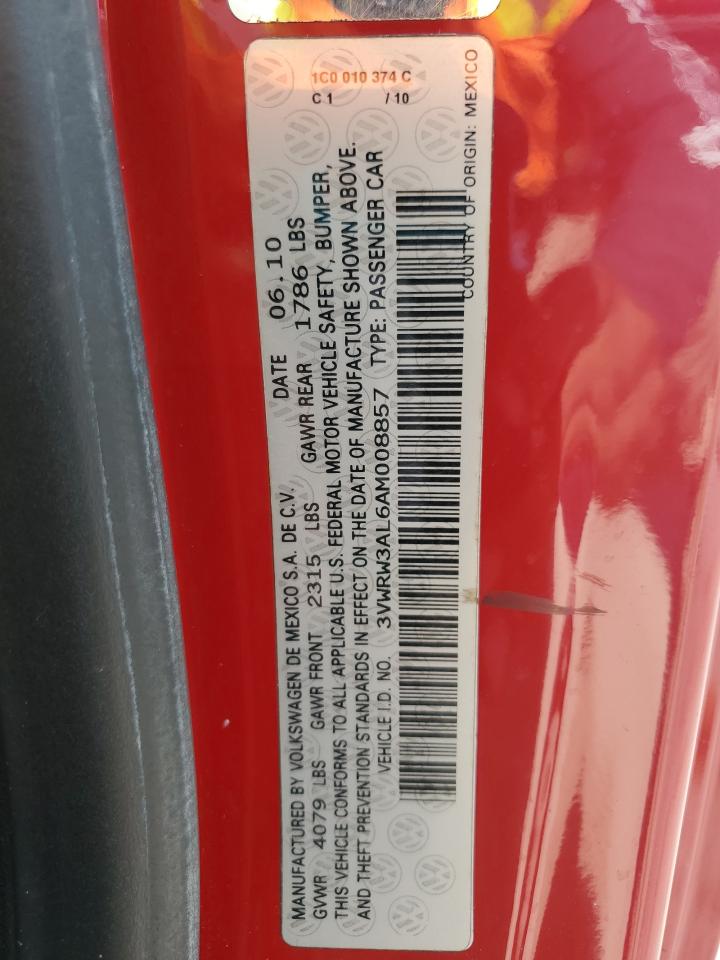 MANUFACTURED BY VOLKSWAGEN DE MEXICO S.A. DE C.V. DATE 06.10
GVWR 4079 LBS GAWR FRONT 2315 LBS GAWR REAR 1786 LBS
THIS VEHICLE CONFORMS TO ALL APPLICABLE U.S. FEDERAL MOTOR VEHICLE SAFETY, BUMPER,
AND THEFT PREVENTION STANDARDS IN EFFECT ON THE DATE OF MANUFACTURE SHOWN ABOVE.
VEHICLE I.D. NO. 3VWRW3AL6AM008857 TYPE: PASSENGER CAR
COUNTRY OF ORIGIN: MEXICO
1C0 010 374 C
C 1 / 10